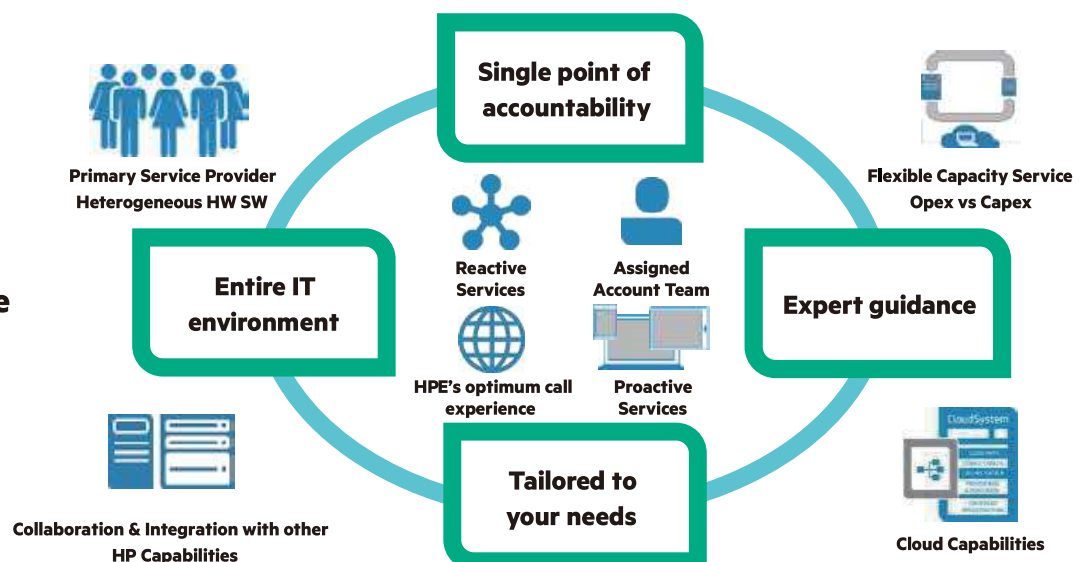 Single point of
accountability
Primary Service Provider
Heterogeneous HW SW
Flexible Capacity Service
Opex vs Capex
Entire IT
environment
Reactive
Services
Assigned
Account Team
Expert guidance
e
HPE's optimum call
experience
Proactive
Services
CloudSystem
Tailored to
your needs
Collaboration & Integration with other
HP Capabilities
Cloud Capabilities